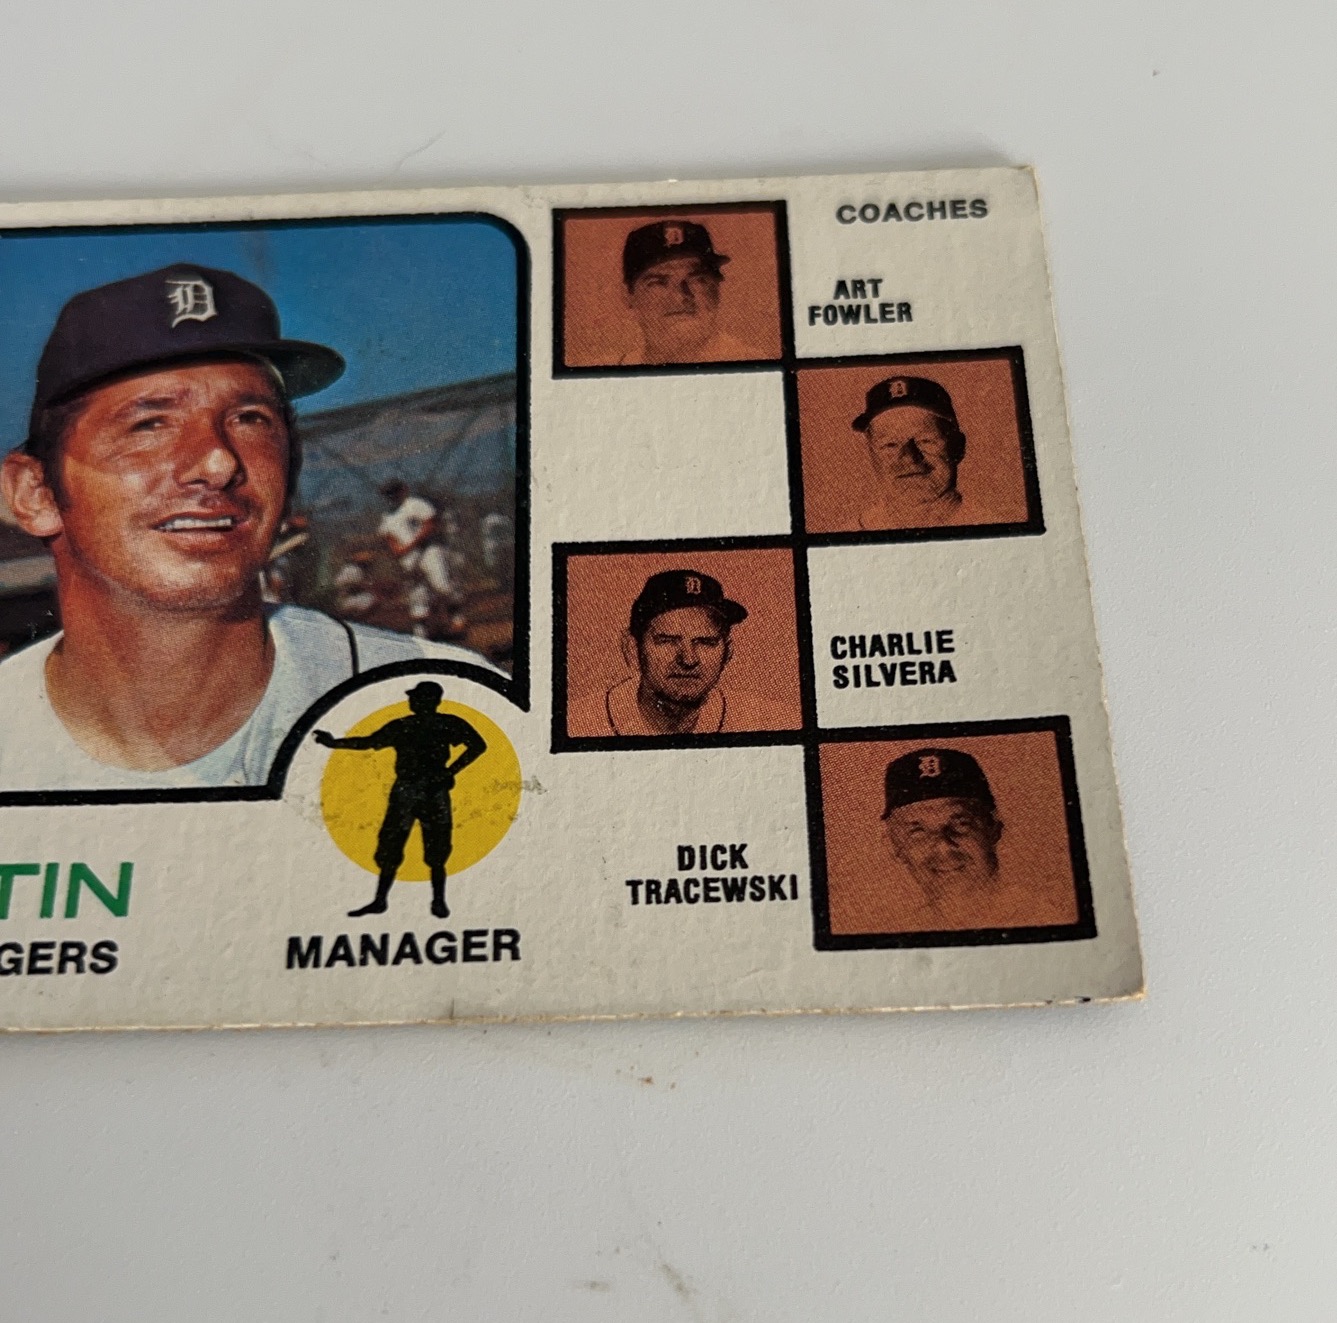 COACHES
ART
FOWLER
CHARLIE
SILVERA
DICK
TRACEWSKI
TIN
GERS
MANAGER
D
D
D
D
D